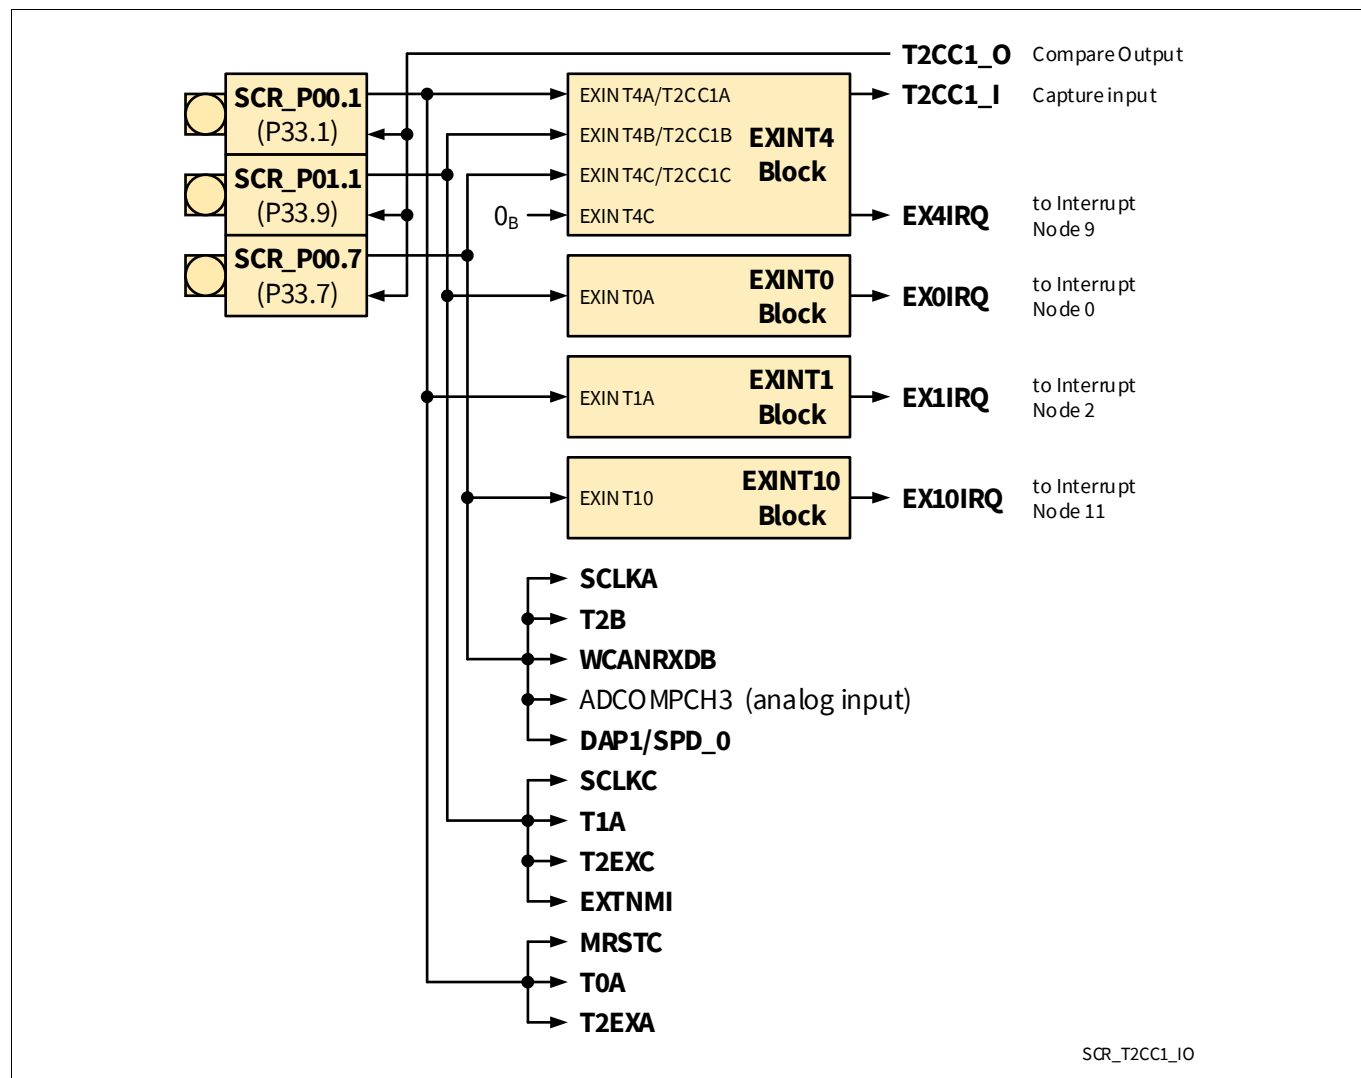 T2CC1_O Compare Output
SCR_P00.1
(P33.1)
SCR_P01.1
(P33.9)
SCR_P00.7
(P33.7)
EXINT4A/T2CC1A
EXINT4B/T2CC1B
EXINT4C/T2CC1C
0B
EXINT4C
EXINT4
Block
T2CC1_I Capture input
EX4IRQ
to Interrupt
Node 9
EXINT0A
EXINT0
Block
EX0IRQ
to Interrupt
Node 0
EXINT1A
EXINT1
Block
EX1IRQ
to Interrupt
Node 2
EXINT10
EXINT10
Block
EX10IRQ
to Interrupt
Node 11
SCLKA
T2B
WCANRXDB
ADCOMPCH3 (analog input)
DAP1/SPD_0
SCLKC
T1A
T2EXC
EXTNMI
MRSTC
T0A
T2EXA
SCR_T2CC1_IO